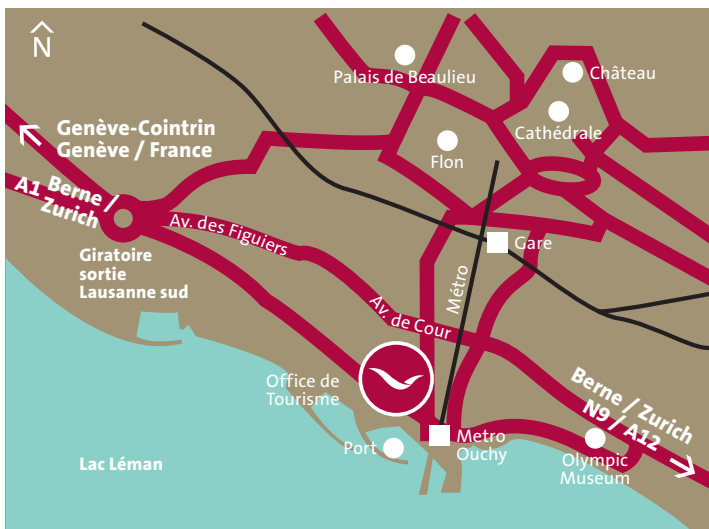 N
Palais de Beaulieu
Château
Cathédrale
Flon
Genève-Cointrin
Genève / France
A1 Berne /
Zurich
Av. des Figuiers
Gare
Giratoire
sortie
Lausanne sud
Métro
Av. de Cour
Office de
Tourisme
Berne / Zurich
N9 / A12
Port
Metro
Ouchy
Olympic
Museum
Lac Léman